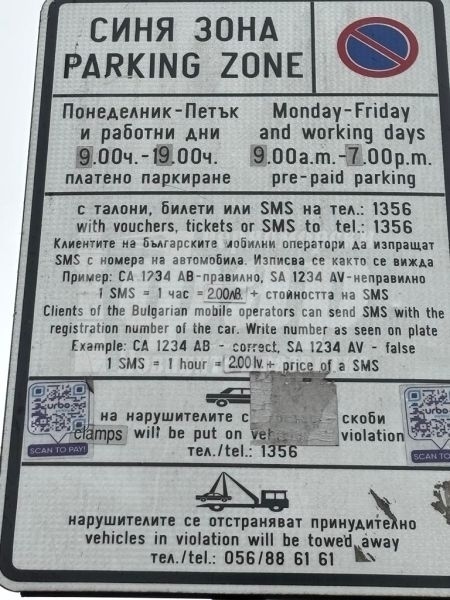 СИНЯ ЗОНА
PARKING ZONE
Понеделник-Петък
и работни дни
9.00ч.-19.00ч.
платено паркиране
Monday-Friday
and working days
9.00a.m.-7.00p.m.
pre-paid parking
с талони, билети или SMS на тел.: 1356
with vouchers, tickets or SMS to tel.: 1356
Клиентите на българските мобилни оператори да изпращат
SMS с номера на автомобила. Изписва се както се вижда
Пример: СА 1234 АВ-правилно, SA 1234 AV-неправилно
1 SMS = 1 час = 2.00лв. + стойността на SMS
Clients of the Bulgarian mobile operators can send SMS with the
registration number of the car. Write number as seen on plate
Example: CA 1234 AB - correct, SA 1234 AV - false
1 SMS = 1 hour = 2.00 lv. + price of a SMS
urbo
SCAN TO PAY!
urbo
SCAN TO PAY!
на нарушителите с скоби
clamps will be put on violation
тел./tel.: 1356
нарушителите се отстраняват принудително
vehicles in violation will be towed away
тел./tel.: 056/88 61 61